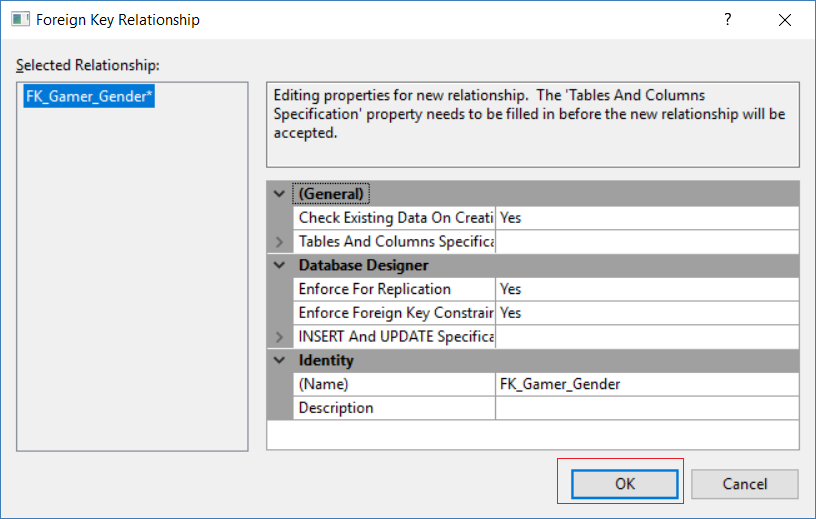 Foreign Key Relationship
Selected Relationship:
FK_Gamer_Gender*
Editing properties for new relationship.  The 'Tables And Columns
Specification' property needs to be filled in before the new relationship will be
accepted.
(General)
Check Existing Data On Creati Yes
Tables And Columns Specifica
Database Designer
Enforce For Replication Yes
Enforce Foreign Key Constrain Yes
INSERT And UPDATE Specifica
Identity
(Name) FK_Gamer_Gender
Description
OK Cancel